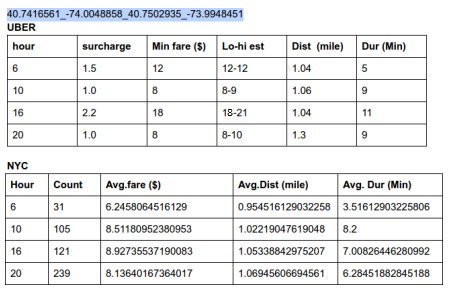 40.7416561_-74.0048858_40.7502935_-73.9948451
UBER
hour surcharge Min fare ($) Lo-hi est Dist (mile) Dur (Min)
6 1.5 12 12-12 1.04 5
10 1.0 8 8-9 1.06 9
16 2.2 18 18-21 1.04 11
20 1.0 8 8-10 1.3 9
NYC
Hour Count Avg.fare ($) Avg.Dist (mile) Avg. Dur (Min)
6 31 6.2458064516129 0.954516129032258 3.51612903225806
10 105 8.51180952380953 1.02219047619048 8.2
16 121 8.92735537190083 1.05338842975207 7.00826446280992
20 239 8.13640167364017 1.06945606694561 6.28451882845188